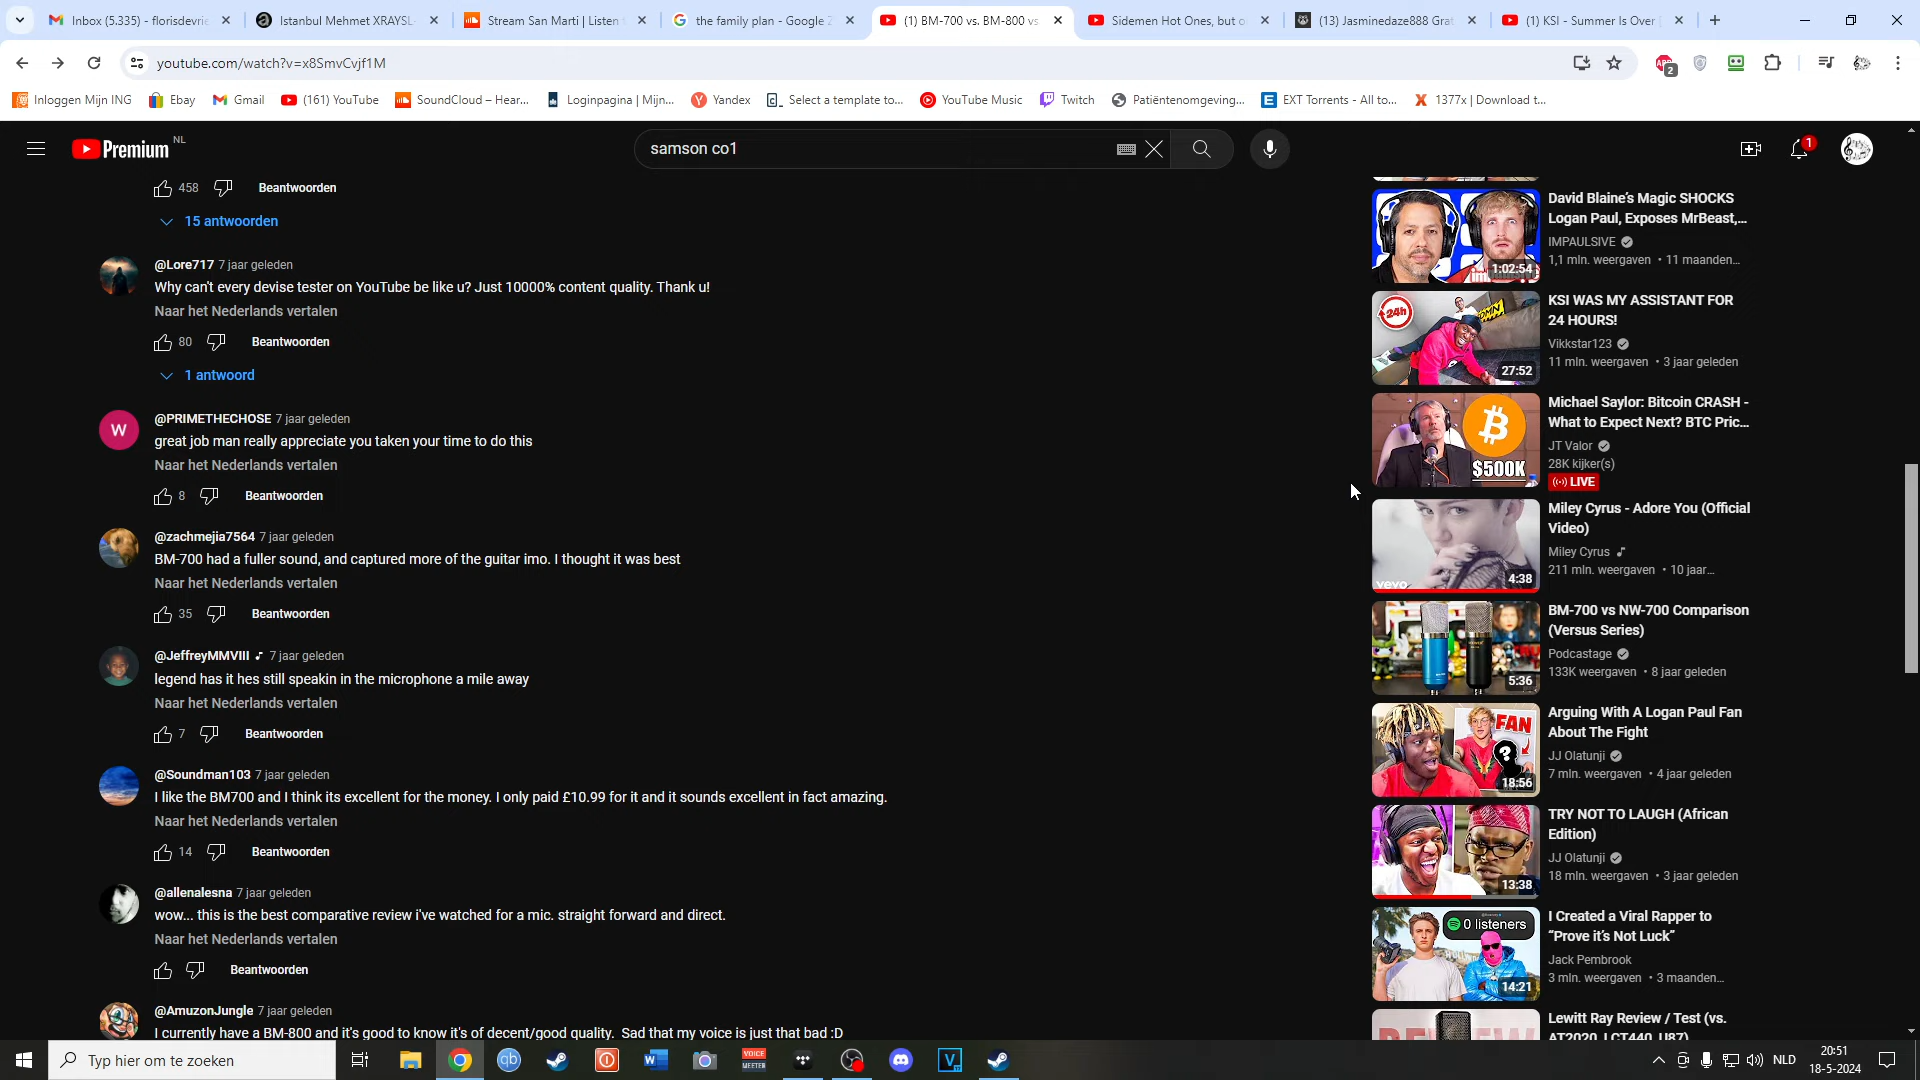 Inbox (5.335) - florisdevrie
Istanbul Mehmet XRAYSL
Stream San Marti | Listen
the family plan - Google Z
(1) BM-700 vs. BM-800 vs
Sidemen Hot Ones, but
(13) Jasminedaze888 Grat
(1) KSI - Summer Is Over
youtube.com/watch?v=x8SmvCvjf1M
ABP
2
Inloggen Mijn ING
Ebay
Gmail
(161) YouTube
SoundCloud – Hear...
Loginpagina | Mijn...
Yandex
Select a template to...
YouTube Music
Twitch
Patiëntenomgeving...
EXT Torrents - All to...
1377x | Download t...
Premium NL
samson co1
1
458 Beantwoorden
15 antwoorden
@Lore717 7 jaar geleden
Why can't every devise tester on YouTube be like u? Just 10000% content quality. Thank u!
Naar het Nederlands vertalen
80 Beantwoorden
1 antwoord
W
@PRIMETHECHOSE 7 jaar geleden
great job man really appreciate you taken your time to do this
Naar het Nederlands vertalen
8 Beantwoorden
@zachmejia7564 7 jaar geleden
BM-700 had a fuller sound, and captured more of the guitar imo. I thought it was best
Naar het Nederlands vertalen
35 Beantwoorden
@JeffreyMMVIII 7 jaar geleden
legend has it hes still speakin in the microphone a mile away
Naar het Nederlands vertalen
7 Beantwoorden
@Soundman103 7 jaar geleden
I like the BM700 and I think its excellent for the money. I only paid £10.99 for it and it sounds excellent in fact amazing.
Naar het Nederlands vertalen
14 Beantwoorden
@allenalesna 7 jaar geleden
wow... this is the best comparative review i've watched for a mic. straight forward and direct.
Naar het Nederlands vertalen
Beantwoorden
@AmuzonJungle 7 jaar geleden
I currently have a BM-800 and it's good to know it's of decent/good quality. Sad that my voice is just that bad :D
1:02:54
David Blaine's Magic SHOCKS
Logan Paul, Exposes MrBeast,...
IMPAULSIVE
1,1 mln. weergaven • 11 maanden...
24h
27:52
KSI WAS MY ASSISTANT FOR
24 HOURS!
Vikkstar123
11 mln. weergaven • 3 jaar geleden
$500K
Michael Saylor: Bitcoin CRASH -
What to Expect Next? BTC Pric...
JT Valor
28K kijker(s)
LIVE
vevo
4:38
Miley Cyrus - Adore You (Official
Video)
Miley Cyrus
211 mln. weergaven • 10 jaar...
5:36
BM-700 vs NW-700 Comparison
(Versus Series)
Podcastage
133K weergaven • 8 jaar geleden
FAN
?
18:56
Arguing With A Logan Paul Fan
About The Fight
JJ Olatunji
7 mln. weergaven • 4 jaar geleden
13:38
TRY NOT TO LAUGH (African
Edition)
JJ Olatunji
18 mln. weergaven • 3 jaar geleden
0 listeners
14:21
I Created a Viral Rapper to
“Prove it’s Not Luck”
Jack Pembrook
3 mln. weergaven • 3 maanden...
Lewitt Ray Review / Test (vs.
AT2020, LCT440, U87)
Typ hier om te zoeken
qb
VOICE
MEETER
V
NLD
20:51
18-5-2024